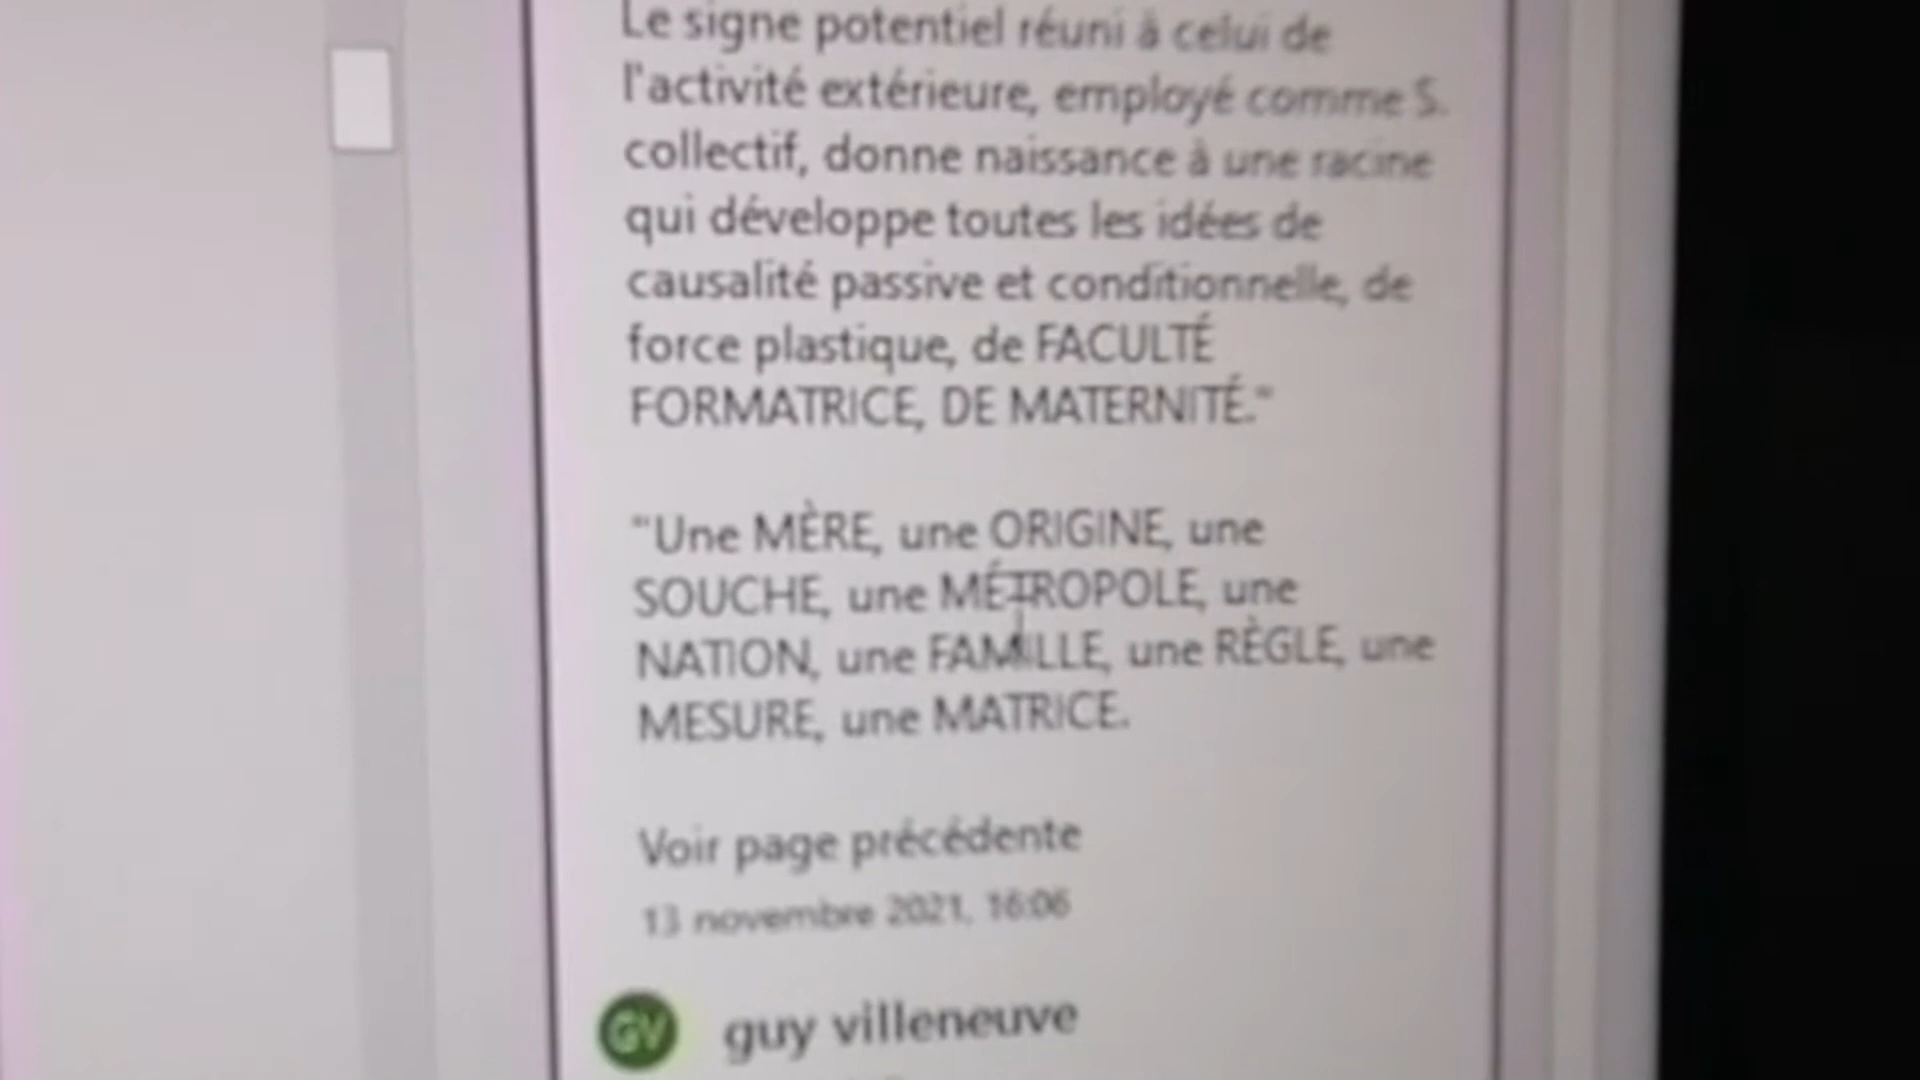 Le signe potentiel réuni à celui de
l'activité extérieure, employé comme S.
collectif, donne naissance à une racine
qui développe toutes les idées de
causalité passive et conditionnelle, de
force plastique, de FACULTÉ
FORMATRICE, DE MATERNITÉ."
"Une MÈRE, une ORIGINE, une
SOUCHE, une MÉTROPOLE, une
NATION, une FAMILLE, une RÈGLE, une
MESURE, une MATRICE.
Voir page précédente
13 novembre 2021, 16:06
GV guy villeneuve